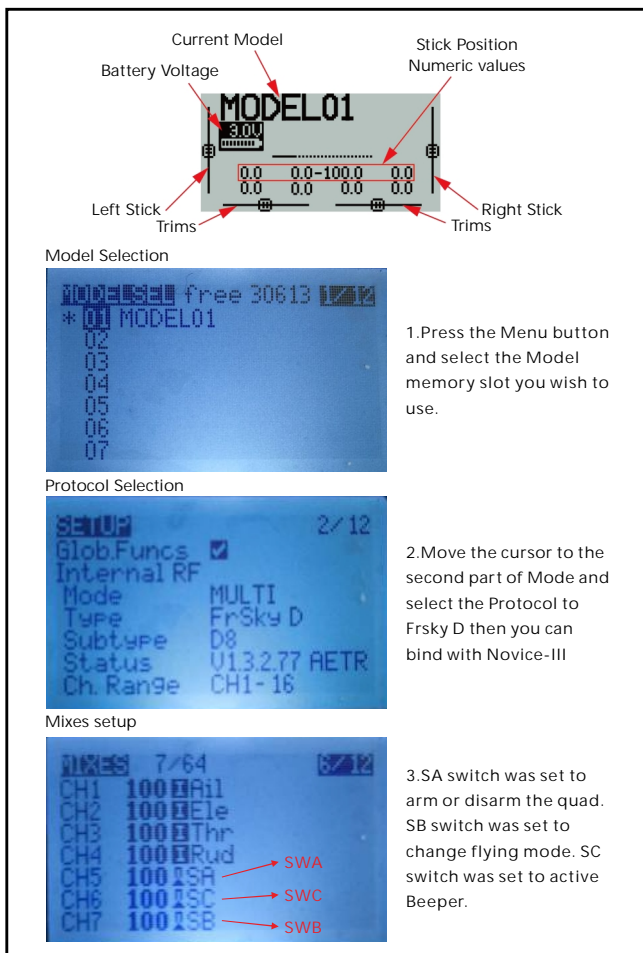 Current Model
Stick Position
Numeric values
Battery Voltage
MODEL01
3.0V
0.0 0.0-100.0 0.0
0.0 0.0 0.0 0.0
Left Stick
Right Stick
Trims
Trims
Model Selection
MODELSEL free 30613 1/12
* 01 MODEL01
02
03
04
05
06
07
1.Press the Menu button
and select the Model
memory slot you wish to
use.
Protocol Selection
SETUP 2/12
Glob.Funcs
Internal RF
Mode MULTI
Type FrSky D
Subtype D8
Status V1.3.2.77 AETR
Ch. Range CH1-16
2.Move the cursor to the
second part of Mode and
select the Protocol to
Frsky D then you can
bind with Novice-III
Mixes setup
MIXES 7/64 6/12
CH1 100 I Ail
CH2 100 I Ele
CH3 100 I Thr
CH4 100 I Rud
CH5 100 SA SWA
CH6 100 SC SWC
CH7 100 SB SWB
3.SA switch was set to
arm or disarm the quad.
SB switch was set to
change flying mode. SC
switch was set to active
Beeper.